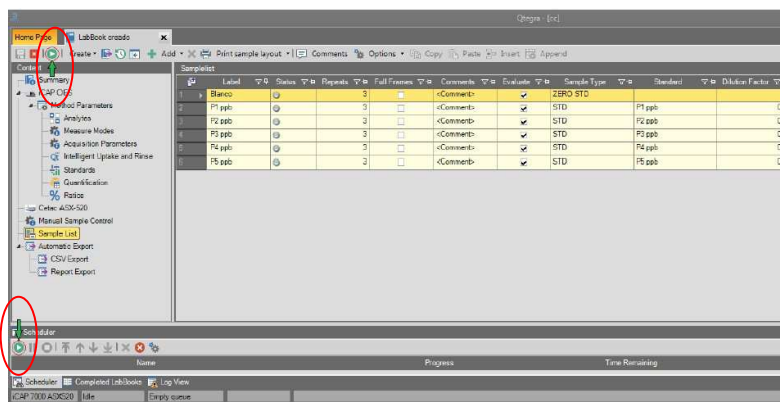 Qtegra - [cc]
Home Page LabBook creado
Create Add Print sample layout Comments Options Copy Paste Insert Append
Content
Summary
iCAP OES
Method Parameters
Analytes
Measure Modes
Acquisition Parameters
Intelligent Uptake and Rinse
Standards
Quantification
Ratios
Cetac ASX-520
Manual Sample Control
Sample List
Automatic Export
CSV Export
Report Export
Samplelist
Label Status Repeats Full Frames Comments Evaluate Sample Type Standard Dilution Factor
1 Blanco 3 <Comment> ZERO STD
2 P1 ppb 3 <Comment> STD P1 ppb
3 P2 ppb 3 <Comment> STD P2 ppb
4 P3 ppb 3 <Comment> STD P3 ppb
5 P4 ppb 3 <Comment> STD P4 ppb
6 P5 ppb 3 <Comment> STD P5 ppb
Scheduler
Name Progress Time Remaining
Scheduler Completed LabBooks Log View
iCAP 7000 ASX520 Idle Empty queue